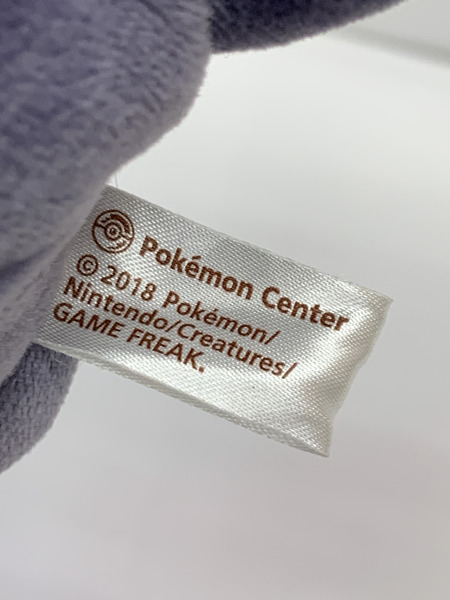 Pokémon Center
© 2018 Pokémon/
Nintendo/Creatures/
GAME FREAK.